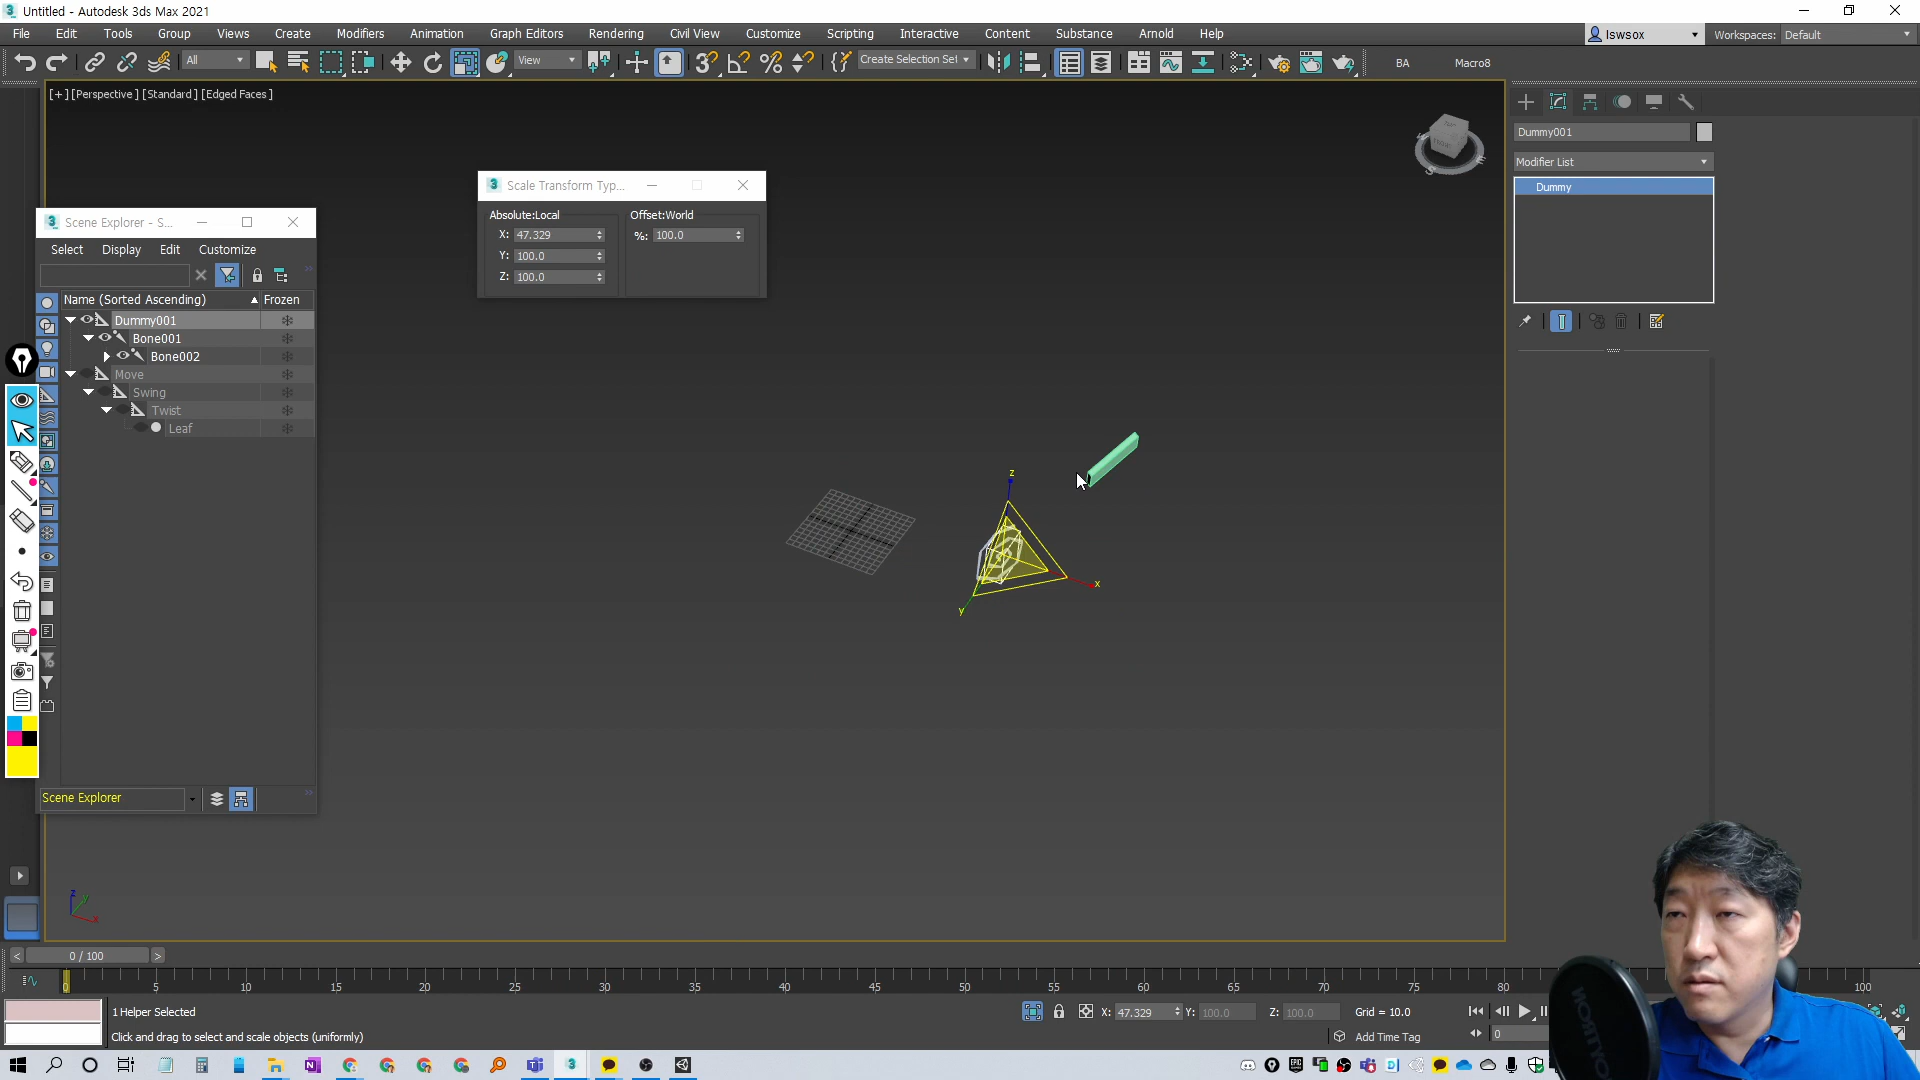 Untitled - Autodesk 3ds Max 2021
File Edit Tools Group Views Create Modifiers Animation Graph Editors Rendering Civil View Customize Scripting Interactive Content Substance Arnold Help
lswsox
Workspaces: Default
All
View
Create Selection Set
BA
Macro8
[+] [Perspective ] [Standard ] [Edged Faces ]
Dummy001
Modifier List
Dummy
Scale Transform Typ...
Absolute:Local
Offset:World
X: 47.329
%: 100.0
Y: 100.0
Z: 100.0
Scene Explorer - S...
Select Display Edit Customize
Name (Sorted Ascending)
Frozen
Dummy001
Bone001
Bone002
Move
Swing
Twist
Leaf
Scene Explorer
z
x
y
z
y
x
0 / 100
0 5 10 15 20 25 30 35 40 45 50 55 60 65 70 75 80 100
1 Helper Selected
X: 47.329 Y: 100.0 Z: 100.0 Grid = 10.0
Click and drag to select and scale objects (uniformly)
Add Time Tag
0